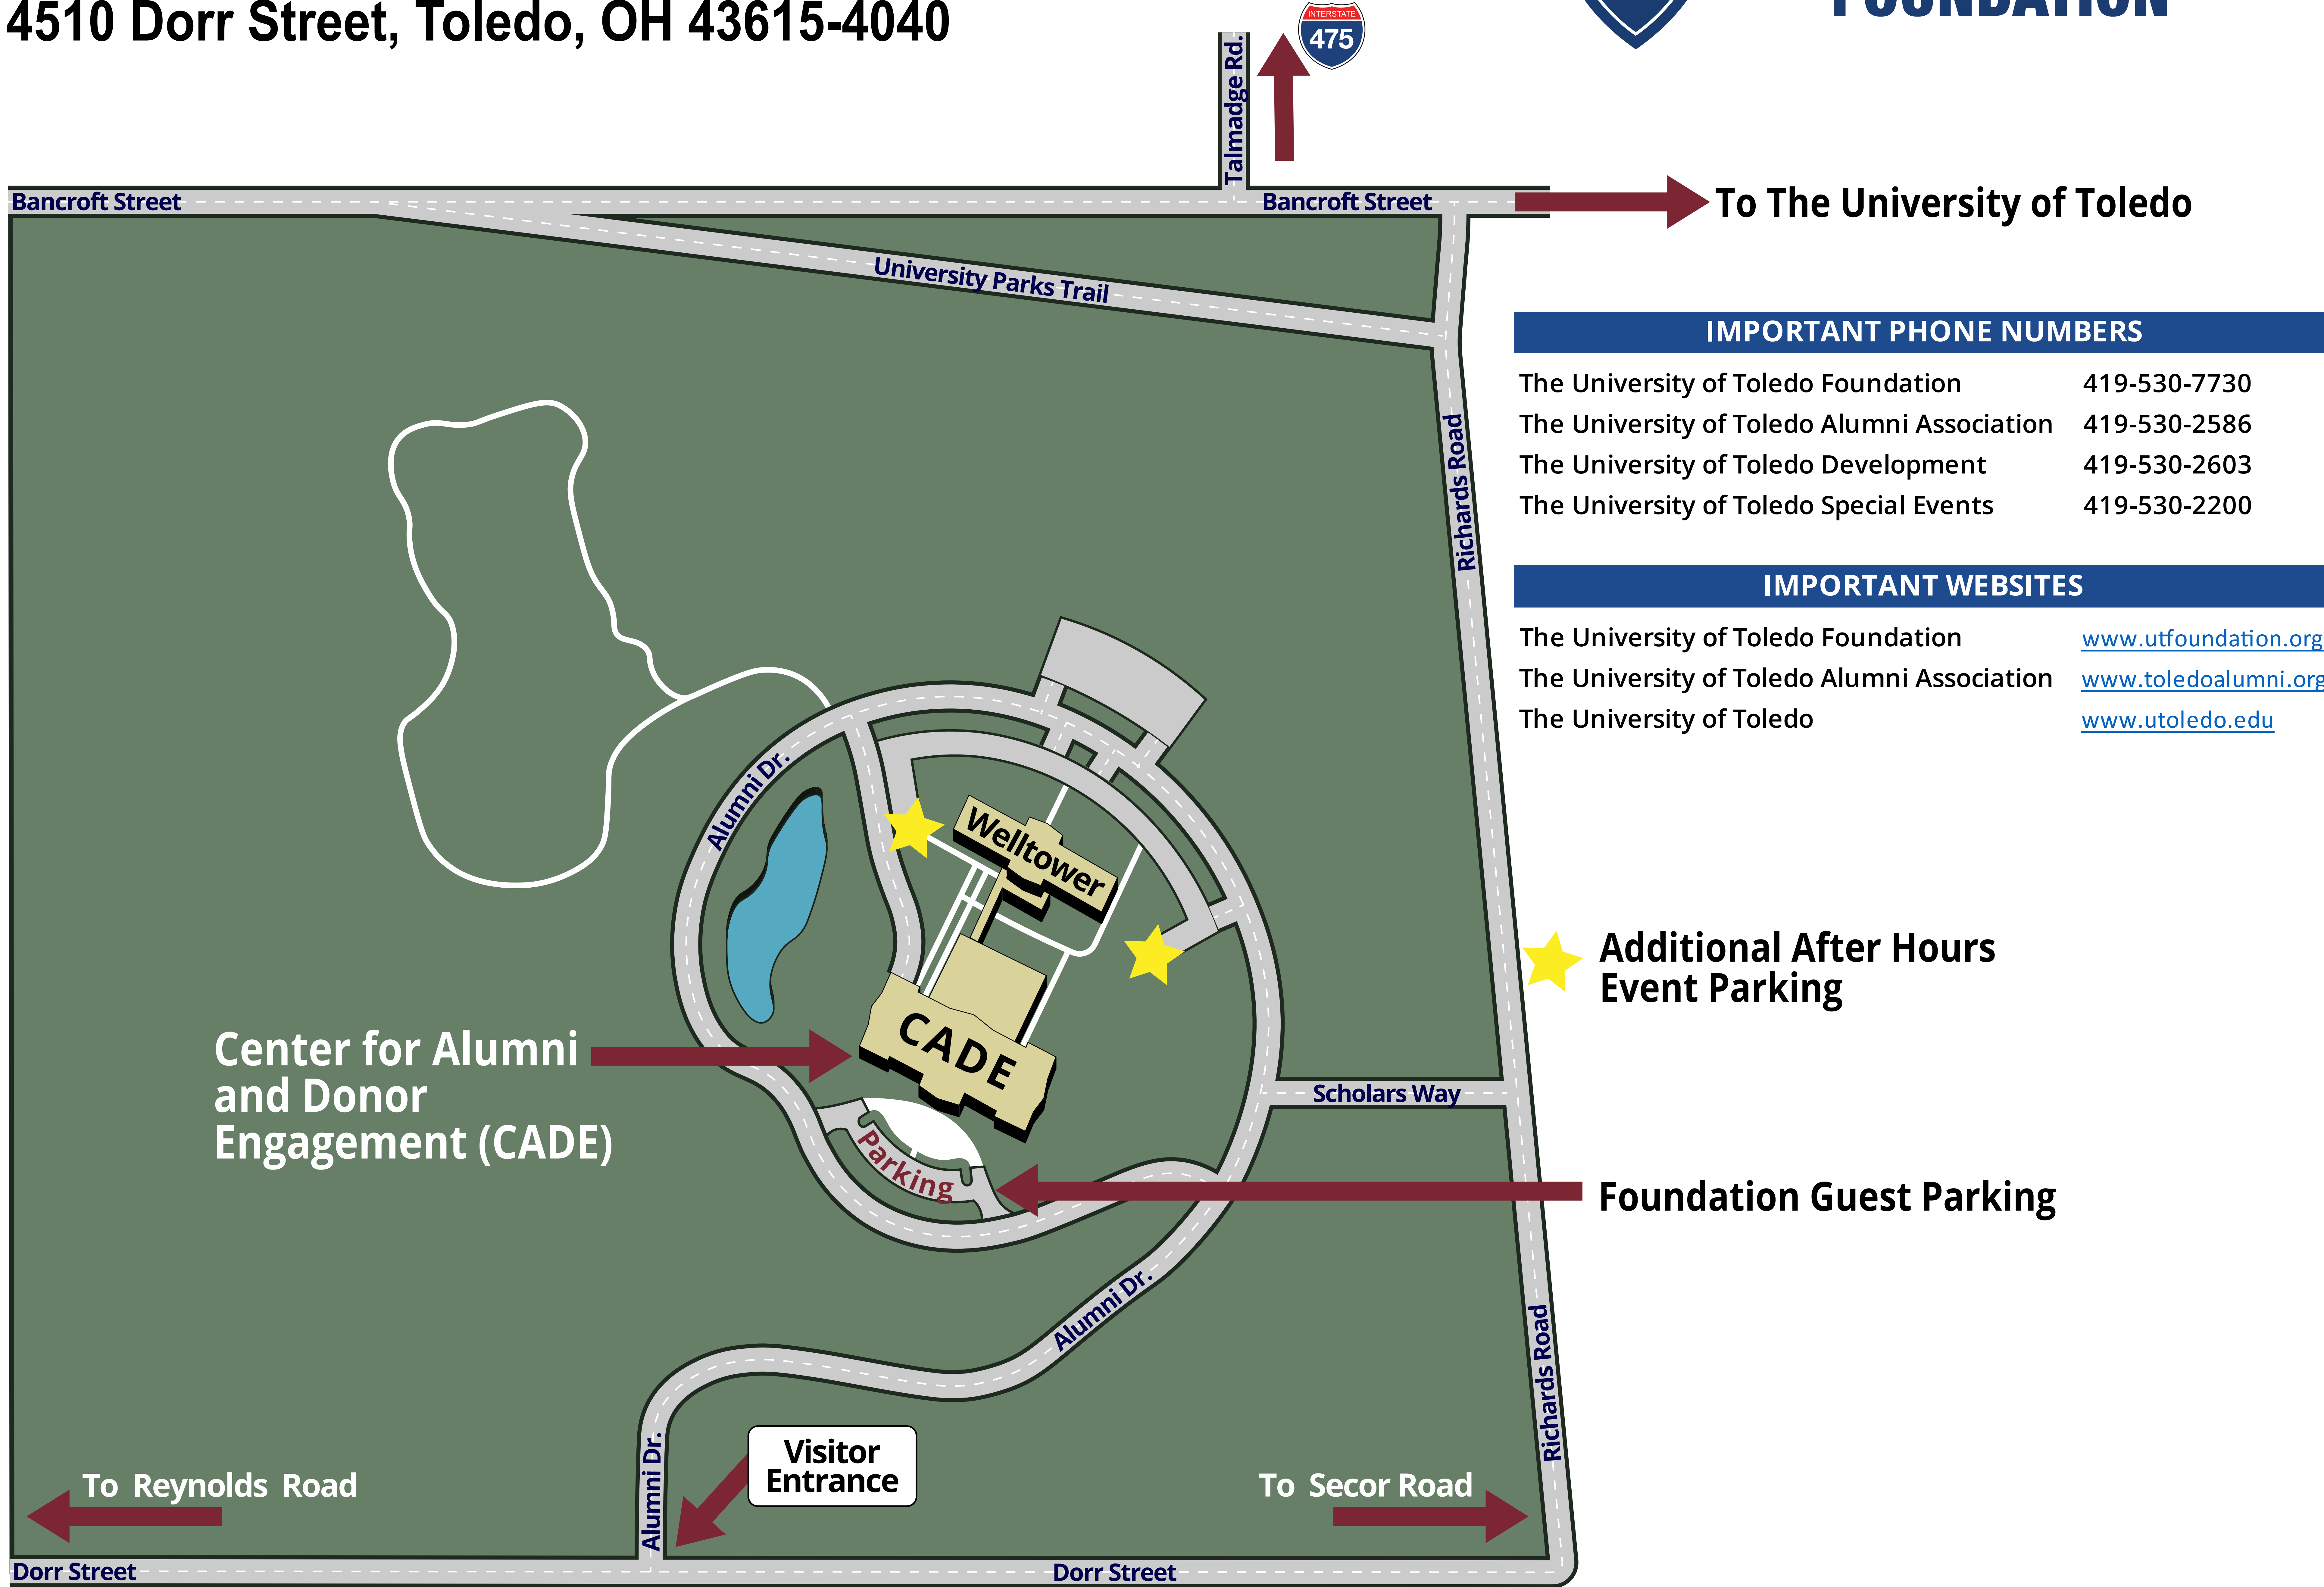 4510 Dorr Street, Toledo, OH 43615-4040
INTERSTATE
475
FOUNDATION
Talmadge Rd.
Bancroft Street
Bancroft Street
To The University of Toledo
University Parks Trail
IMPORTANT PHONE NUMBERS
The University of Toledo Foundation 419-530-7730
The University of Toledo Alumni Association 419-530-2586
The University of Toledo Development 419-530-2603
The University of Toledo Special Events 419-530-2200
Richards Road
IMPORTANT WEBSITES
The University of Toledo Foundation www.utfoundation.org
The University of Toledo Alumni Association www.toledoalumni.org
The University of Toledo www.utoledo.edu
Alumni Dr.
Welltower
Additional After Hours
Event Parking
CADE
Center for Alumni
and Donor
Engagement (CADE)
Scholars Way
Parking
Foundation Guest Parking
Alumni Dr.
Richards Road
Visitor
Entrance
Alumni Dr.
To Reynolds Road
To Secor Road
Dorr Street
Dorr Street